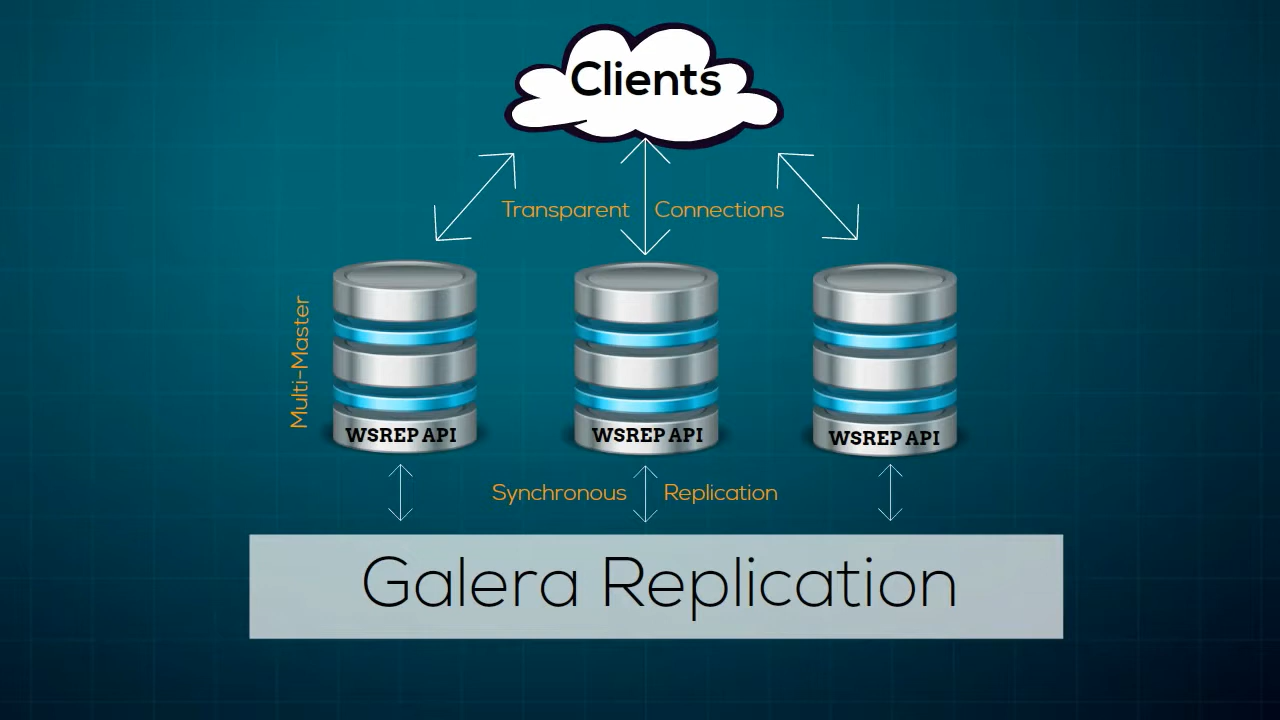 Clients
Transparent Connections
Multi-Master
WSREP API WSREP API WSREP API
Synchronous Replication
Galera Replication